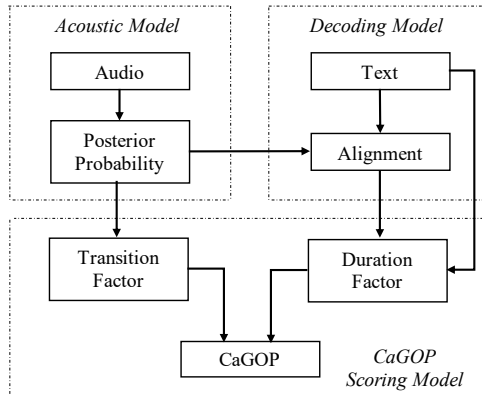 Acoustic Model
Decoding Model
Audio
Text
Posterior
Probability
Alignment
Transition
Factor
Duration
Factor
CaGOP
CaGOP
Scoring Model